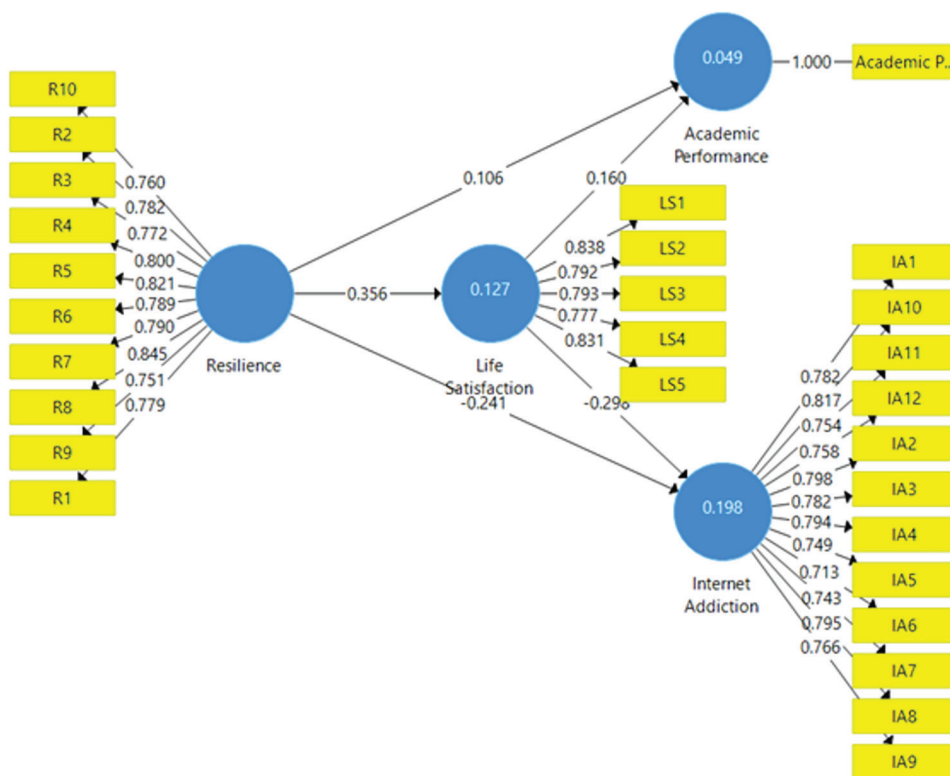 R10
R2
R3
R4
R5
R6
R7
R8
R9
R1
0.760
0.782
0.772
0.800
0.821
0.789
0.790
0.845
0.751
0.779
Resilience
0.106
0.356
-0.241
0.127
Life
Satisfaction
0.160
-0.298
0.049
Academic
Performance
1.000
Academic P...
0.838
0.792
0.793
0.777
0.831
LS1
LS2
LS3
LS4
LS5
0.198
Internet
Addiction
0.782
0.817
0.754
0.758
0.798
0.782
0.794
0.749
0.713
0.743
0.795
0.766
IA1
IA10
IA11
IA12
IA2
IA3
IA4
IA5
IA6
IA7
IA8
IA9